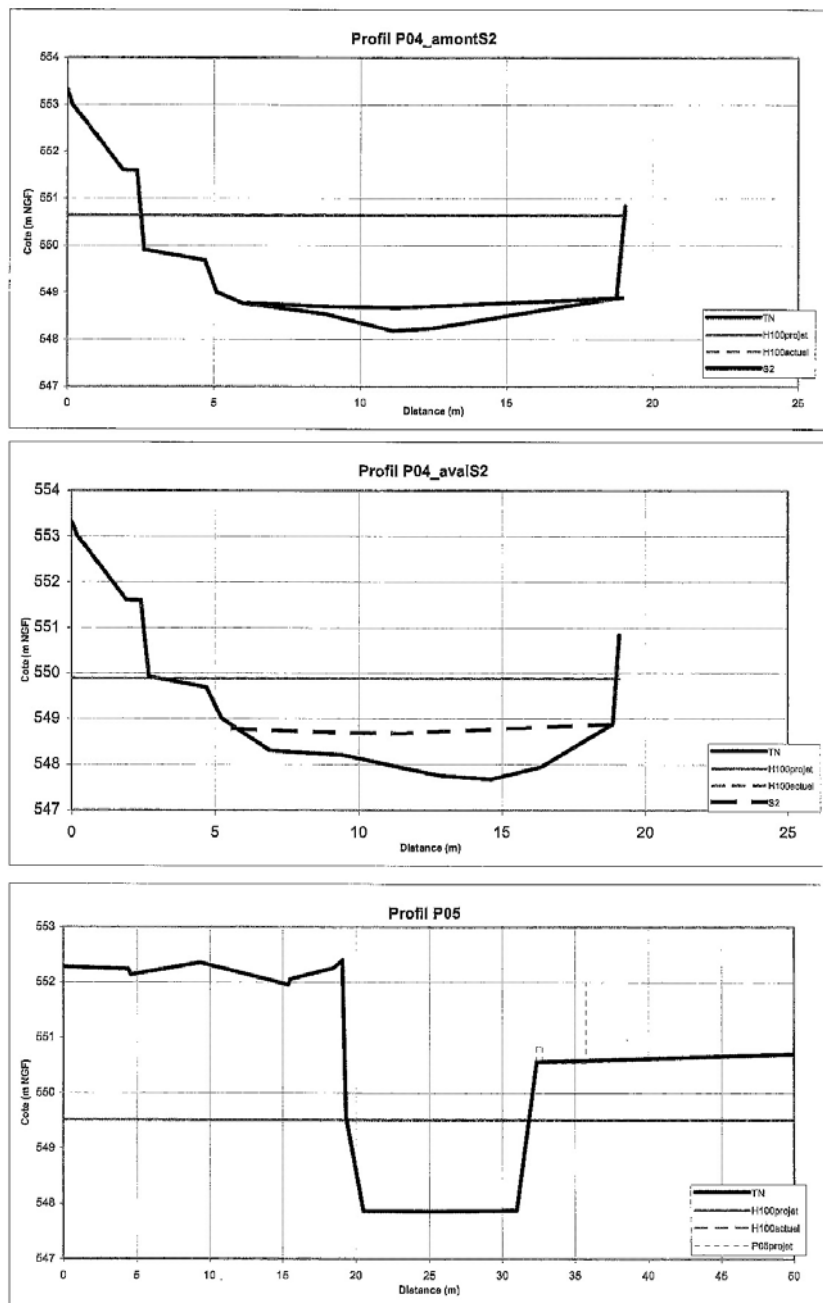 Profil P04_amontS2
554
553
552
551
550
549
548
547
Cote (m NGF)
0
5
10
15
20
25
Distance (m)
TN
H100projet
H100actuel
S2
Profil P04_avalS2
554
553
552
551
550
549
548
547
Cote (m NGF)
0
5
10
15
20
25
Distance (m)
TN
H100projet
H100actuel
S2
Profil P05
553
552
551
550
549
548
547
Cote (m NGF)
0
5
10
15
20
25
30
35
40
45
50
Distance (m)
TN
H100projet
H100actuel
P05projet